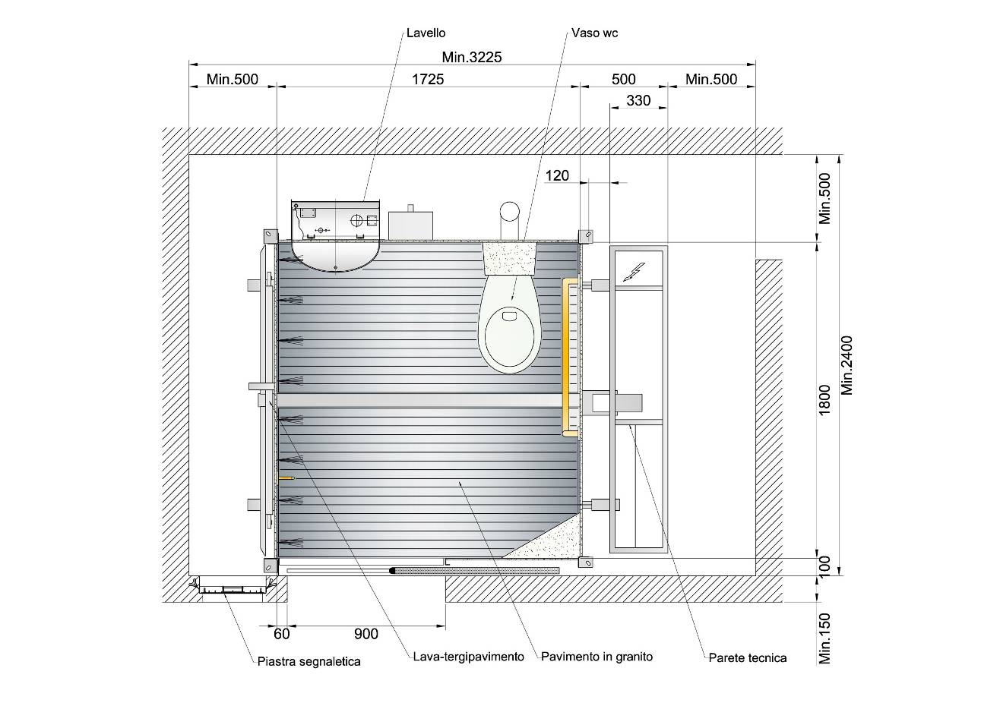 Lavello
Vaso wc
Min.3225
Min.500
1725
500
Min.500
330
120
Min.500
Min.2400
1800
100
60
900
Min.150
Piastra segnaletica
Lava-tergipavimento
Pavimento in granito
Parete tecnica